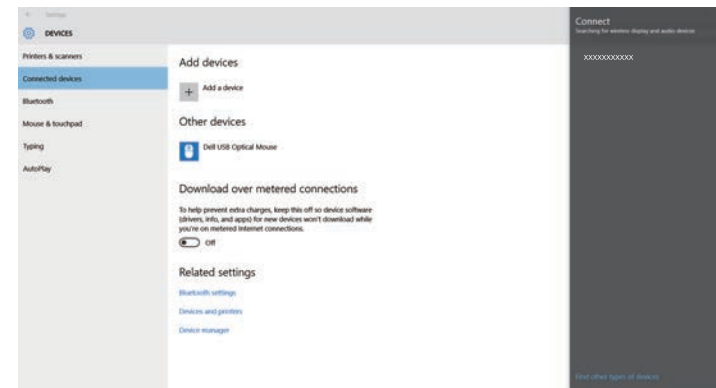 Settings
DEVICES
Printers & scanners
Connected devices
Bluetooth
Mouse & touchpad
Typing
AutoPlay
Add devices
Add a device
Other devices
Dell USB Optical Mouse
Download over metered connections
To help prevent extra charges, keep this off so device software
(drivers, info, and apps) for new devices won't download while
you're on metered Internet connections.
Off
Related settings
Bluetooth settings
Devices and printers
Device manager
Connect
Searching for wireless display and audio devices
xxxxxxxxxxx
Find other types of devices